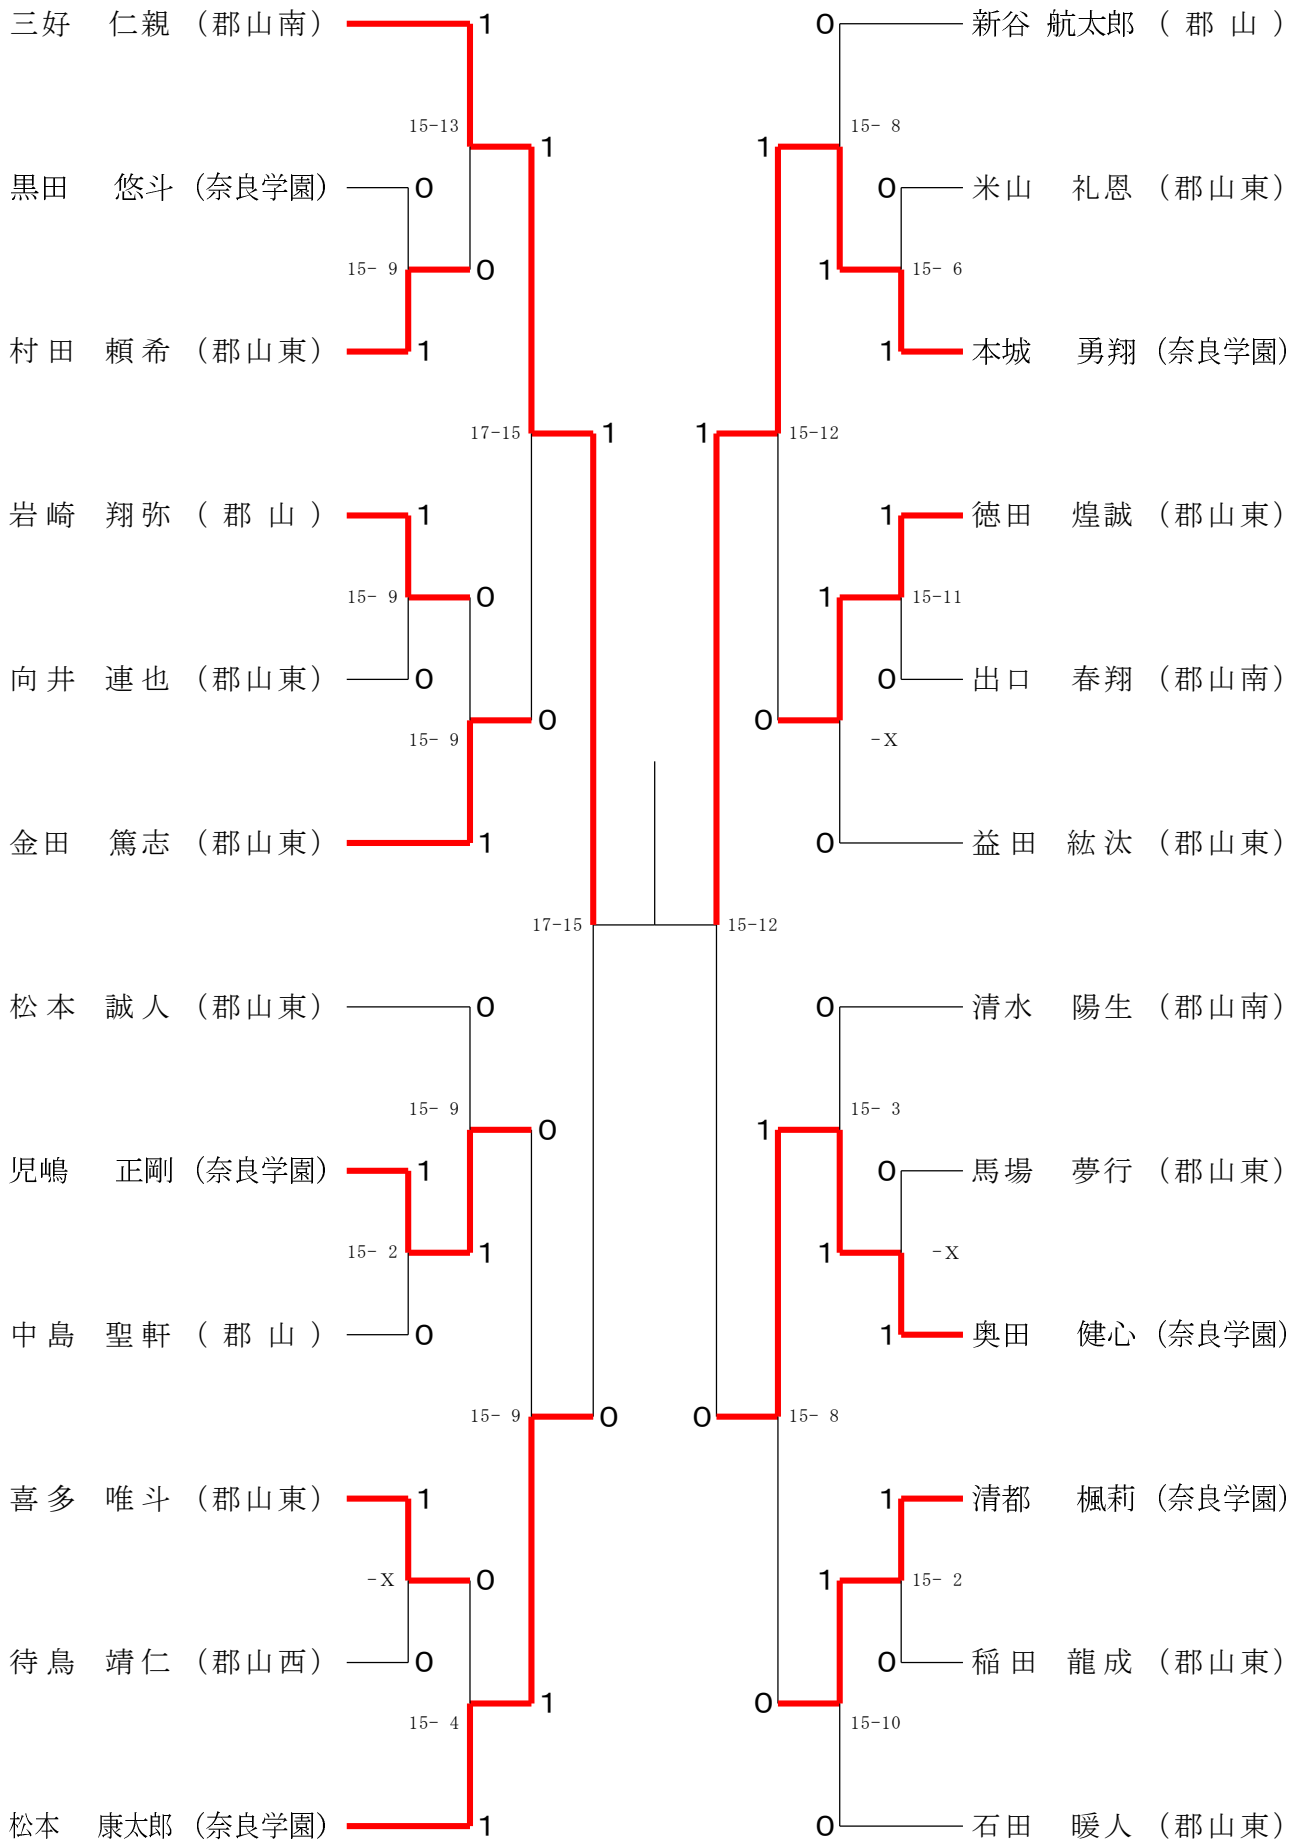 三好 仁親 (郡山南) 1 0 新谷 航太郎 ( 郡 山 )
15-13 15- 8
1 1
黒田 悠斗 (奈良学園) 0 0 米山 礼恩 (郡山東)
15- 9 0 1 15- 6
村田 頼希 (郡山東) 1 1 本城 勇翔 (奈良学園)
17-15 1 1 15-12
岩崎 翔弥 ( 郡 山 ) 1 1 徳田 煌誠 (郡山東)
15- 9 0 1 15-11
向井 連也 (郡山東) 0 0 出口 春翔 (郡山南)
0 0
15- 9 -X
金田 篤志 (郡山東) 1 0 益田 紘汰 (郡山東)
17-15 15-12
松本 誠人 (郡山東) 0 0 清水 陽生 (郡山南)
15- 9 15- 3
0 1
児嶋 正剛 (奈良学園) 1 0 馬場 夢行 (郡山東)
15- 2 1 1 -X
中島 聖軒 ( 郡 山 ) 0 1 奥田 健心 (奈良学園)
15- 9 0 0 15- 8
喜多 唯斗 (郡山東) 1 1 清都 楓莉 (奈良学園)
-X 0 1 15- 2
待鳥 靖仁 (郡山西) 0 0 稲田 龍成 (郡山東)
1 0
15- 4 15-10
松本 康太郎 (奈良学園) 1 0 石田 暖人 (郡山東)